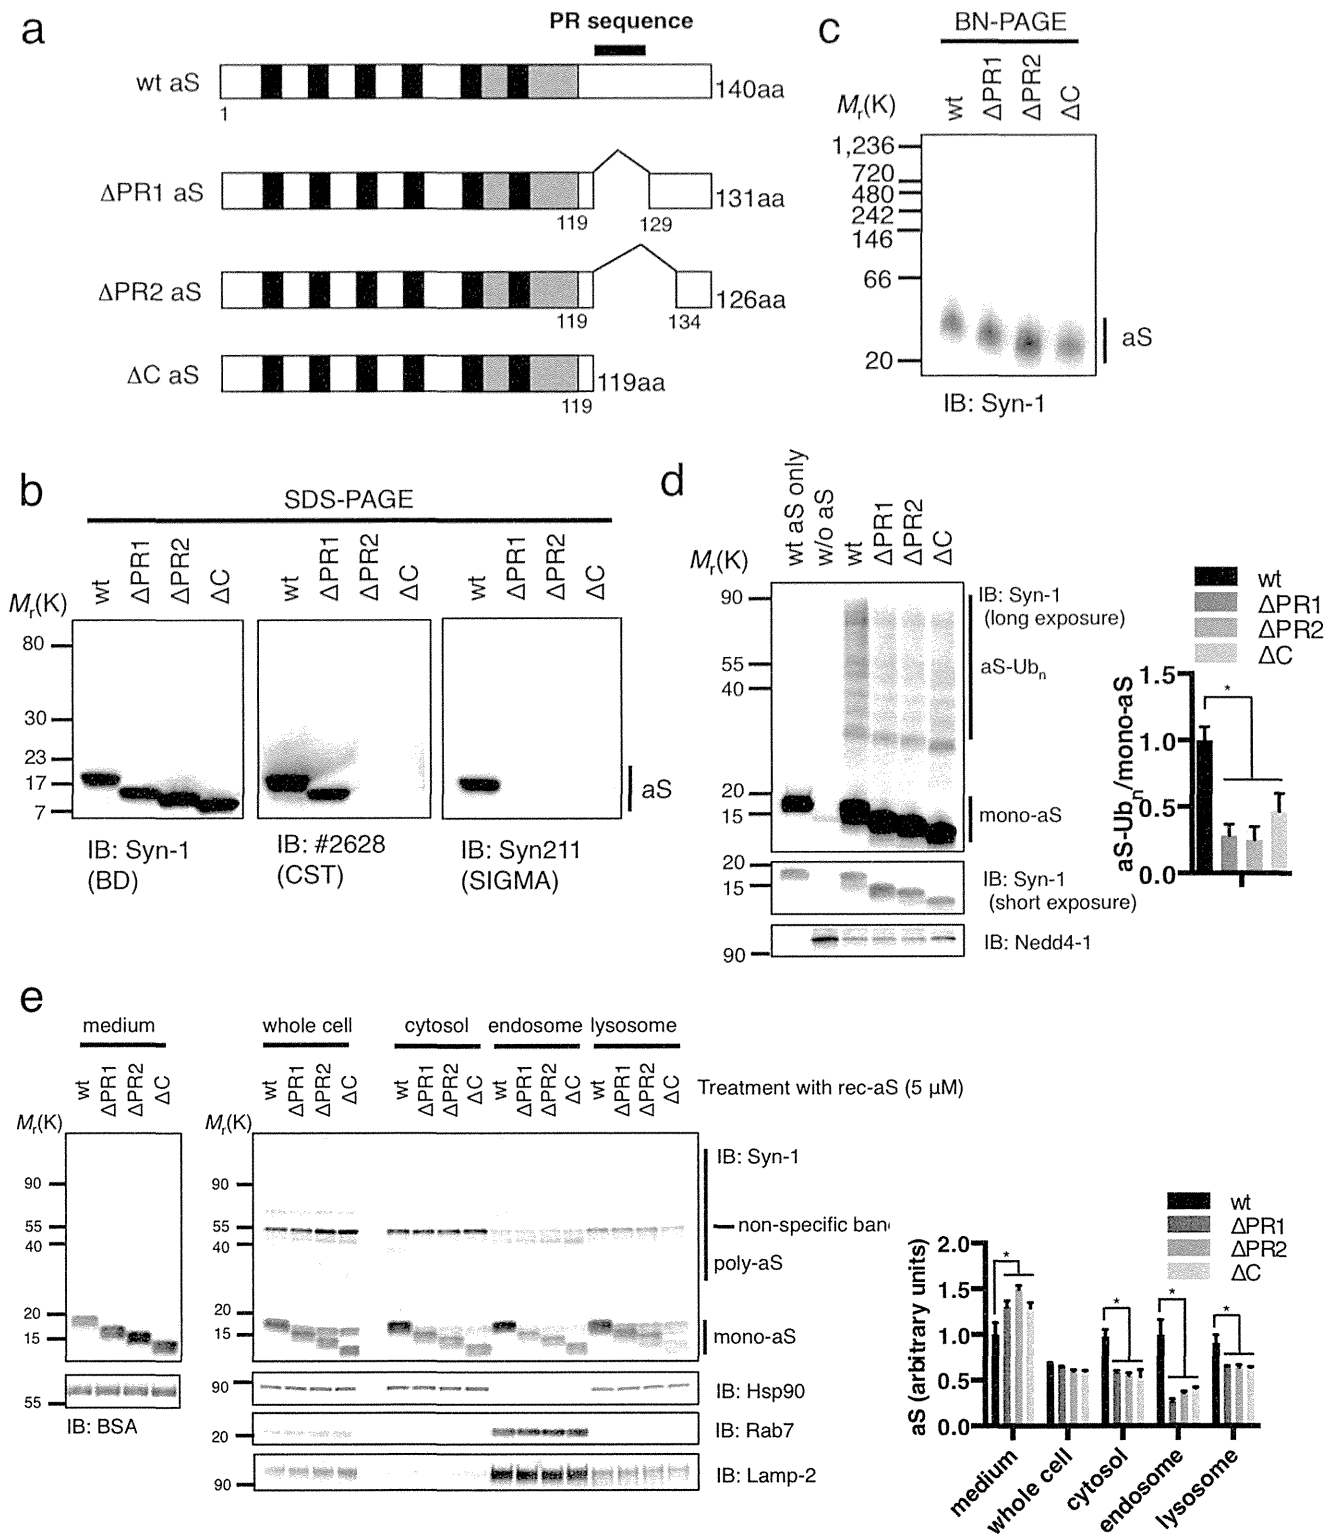 a
PR sequence
wt aS
140aa
1
ΔPR1 aS
131aa
119
129
ΔPR2 aS
126aa
119
134
ΔC aS
119aa
119
c
BN-PAGE
Mr(K)
wt
ΔPR1
ΔPR2
ΔC
1,236
720
480
242
146
66
20
aS
IB: Syn-1
b
SDS-PAGE
wt
ΔPR1
ΔPR2
ΔC
wt
ΔPR1
ΔPR2
ΔC
wt
ΔPR1
ΔPR2
ΔC
Mr(K)
80
30
23
17
7
aS
IB: Syn-1
(BD)
IB: #2628
(CST)
IB: Syn211
(SIGMA)
d
wt aS only
w/o aS
wt
ΔPR1
ΔPR2
ΔC
Mr(K)
90
55
40
20
15
IB: Syn-1
(long exposure)
aS-Ubn
mono-aS
20
15
IB: Syn-1
(short exposure)
90
IB: Nedd4-1
wt
ΔPR1
ΔPR2
ΔC
aS-Ubn/mono-aS
1.5
1.0
0.5
0.0
*
e
medium
whole cell
cytosol
endosome
lysosome
wt
ΔPR1
ΔPR2
ΔC
wt
ΔPR1
ΔPR2
ΔC
wt
ΔPR1
ΔPR2
ΔC
wt
ΔPR1
ΔPR2
ΔC
wt
ΔPR1
ΔPR2
ΔC
Treatment with rec-aS (5 µM)
Mr(K)
90
55
40
20
15
55
IB: BSA
Mr(K)
90
55
40
20
15
IB: Syn-1
non-specific ban
poly-aS
mono-aS
90
IB: Hsp90
20
IB: Rab7
90
IB: Lamp-2
wt
ΔPR1
ΔPR2
ΔC
aS (arbitrary units)
2.0
1.5
1.0
0.5
0.0
*
*
*
*
medium
whole cell
cytosol
endosome
lysosome